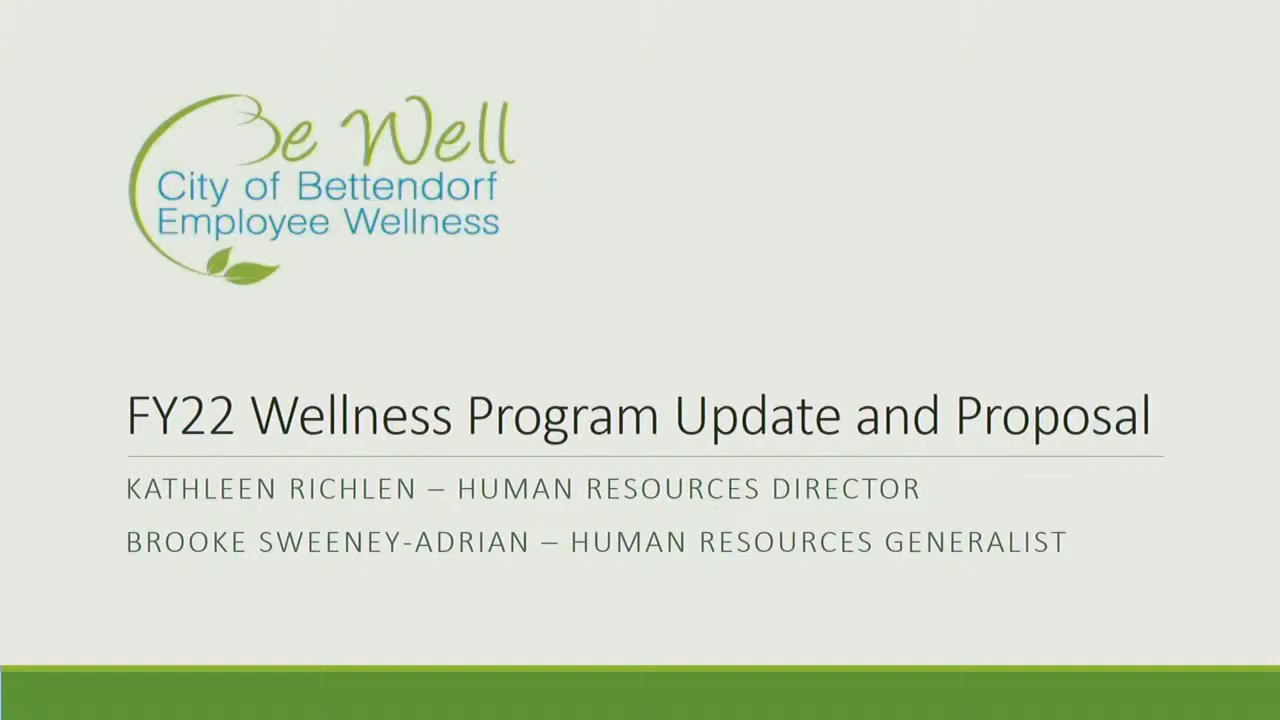 Be Well
City of Bettendorf
Employee Wellness
FY22 Wellness Program Update and Proposal
KATHLEEN RICHLEN – HUMAN RESOURCES DIRECTOR
BROOKE SWEENEY-ADRIAN – HUMAN RESOURCES GENERALIST